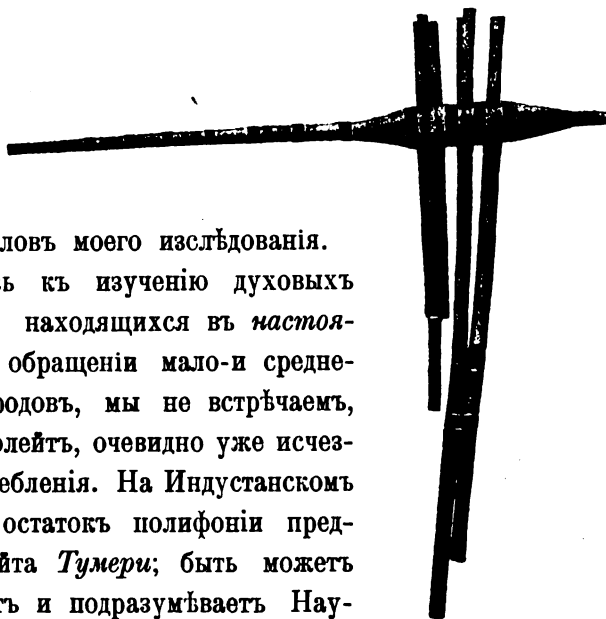 ловъ моего изслѣдованія.
ь къ изученію духовыхъ
находящихся въ настоя-
обращеніи мало-и средне-
родовъ, мы не встрѣчаемъ,
лейтъ, очевидно уже исчез-
ебленія. На Индустанскомъ
остатокъ полифоніи пред-
йта Тумери; быть можетъ
ъ и подразумѣваетъ Нау-